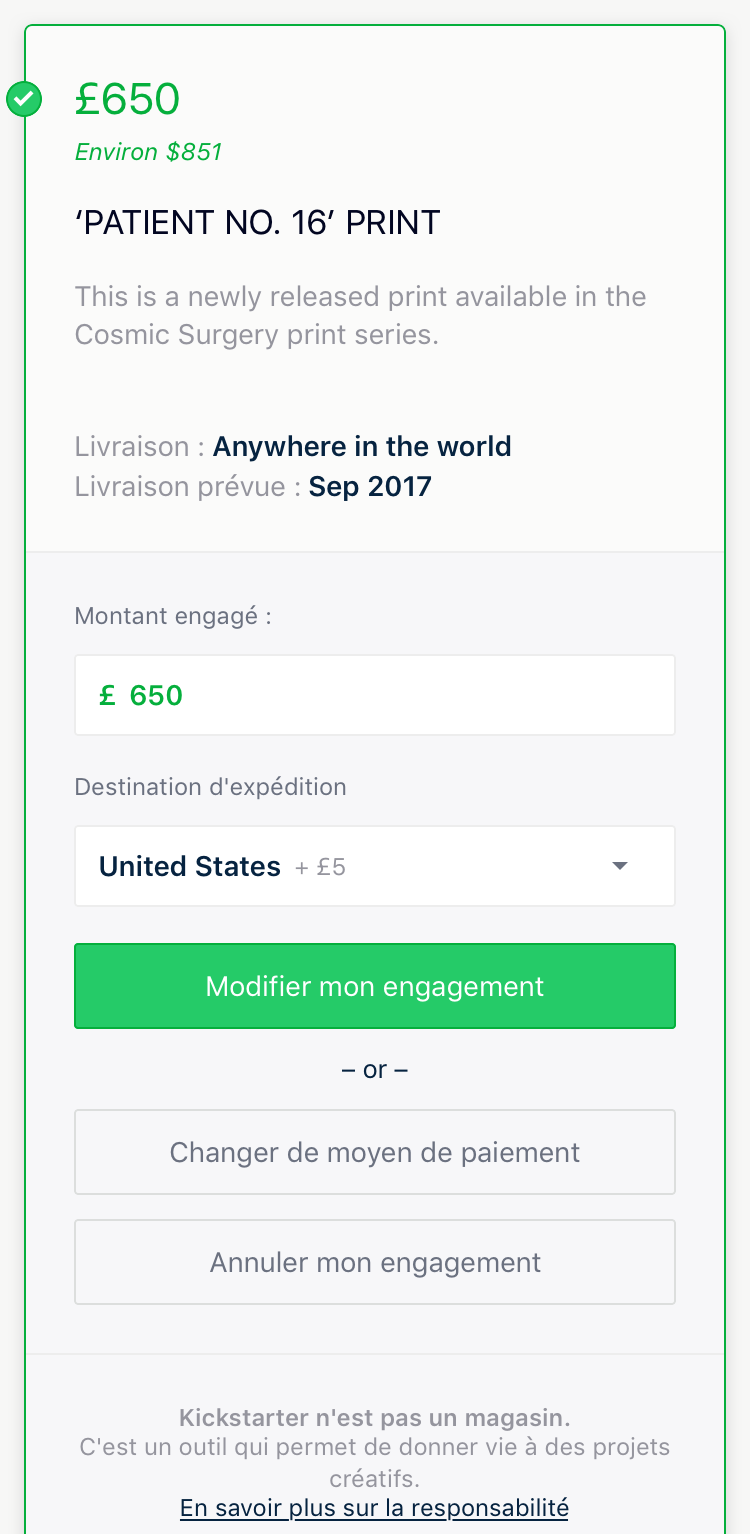 £650
Environ $851
‘PATIENT NO. 16’ PRINT
This is a newly released print available in the
Cosmic Surgery print series.
Livraison : Anywhere in the world
Livraison prévue : Sep 2017
Montant engagé :
£ 650
Destination d'expédition
United States + £5
Modifier mon engagement
– or –
Changer de moyen de paiement
Annuler mon engagement
Kickstarter n'est pas un magasin.
C'est un outil qui permet de donner vie à des projets
créatifs.
En savoir plus sur la responsabilité